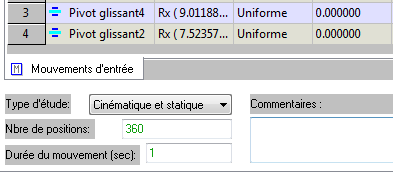 3 Pivot glissant4 Rx ( 9.01188... Uniforme 0.000000
4 Pivot glissant2 Rx ( 7.52357... Uniforme 0.000000
M Mouvements d'entrée
Type d'étude: Cinématique et statique Commentaires :
Nbre de positions: 360
Durée du mouvement (sec): 1